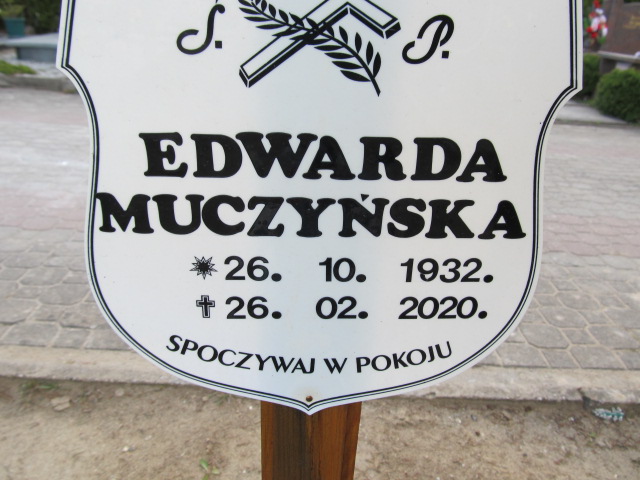 Ś. P.
EDWARDA
MUCZYŃSKA
26. 10. 1932.
26. 02. 2020.
SPOCZYWAJ W POKOJU